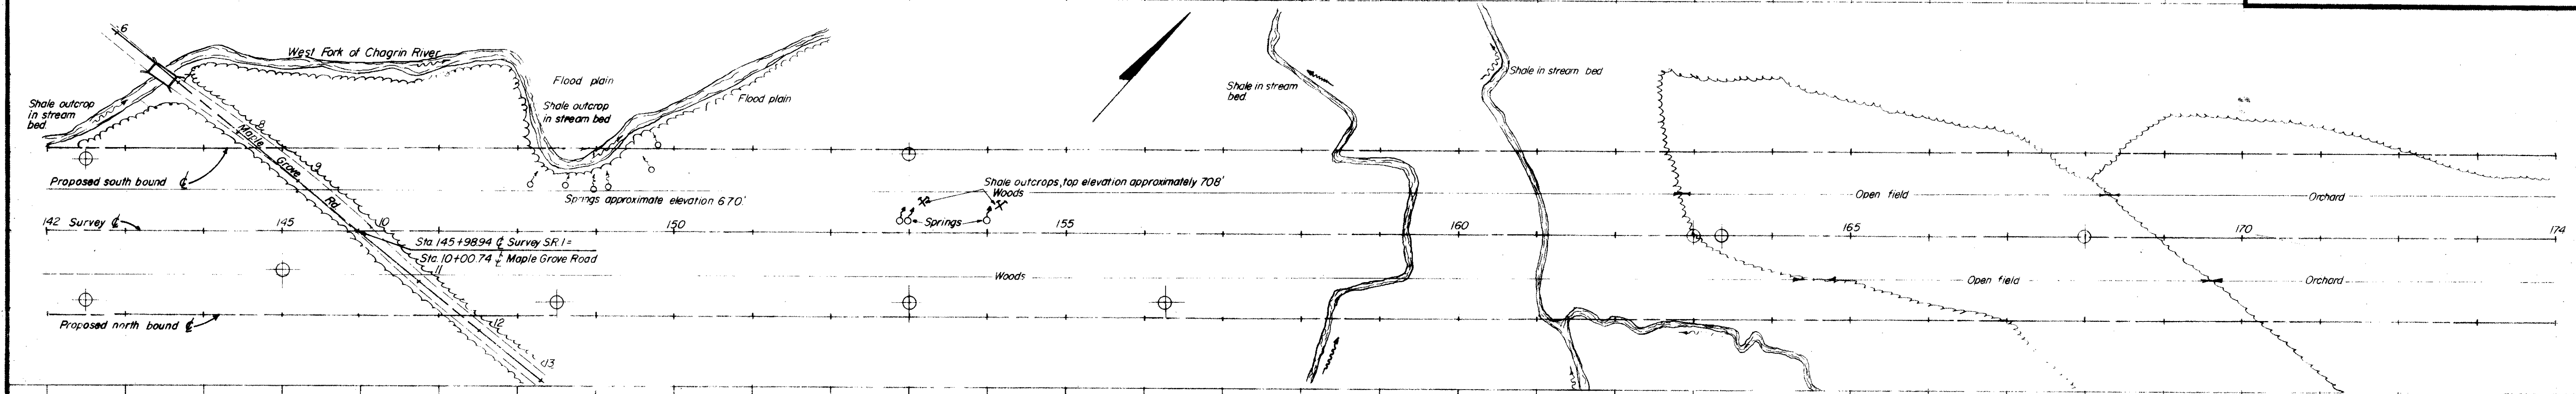 6
West Fork of Chagrin River
Shale outcrop
in stream
bed.
8
Maple Grove Rd
9
10
11
12
13
Flood plain
Shale outcrop
in stream bed
Flood plain
Shale in stream
bed.
Shale in stream bed
Proposed south bound ℄
Springs approximate elevation 670.'
Shale outcrops, top elevation approximately 708'
Woods
Springs
Open field
Orchard
142 Survey ℄
145
150
155
160
165
170
174
Sta. 145+98.94 ℄ Survey S.R.1=
Sta. 10+00.74 ℄ Maple Grove Road
Woods
Open field
Orchard
Proposed north bound ℄